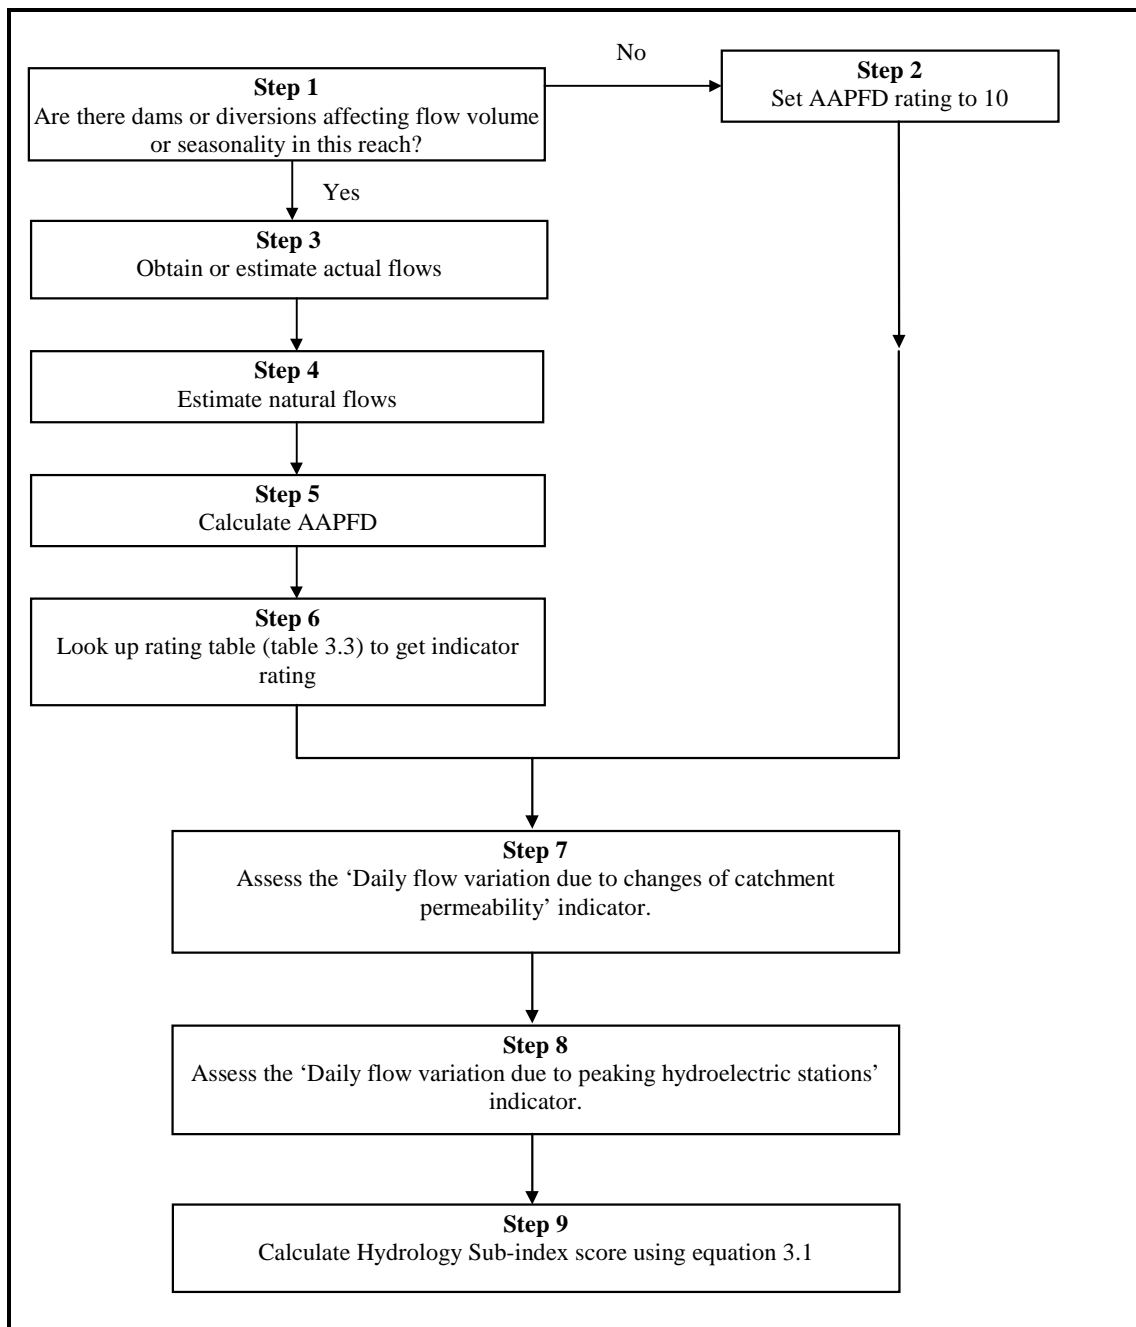 No
Step 1
Are there dams or diversions affecting flow volume
or seasonality in this reach?
Step 2
Set AAPFD rating to 10
Yes
Step 3
Obtain or estimate actual flows
Step 4
Estimate natural flows
Step 5
Calculate AAPFD
Step 6
Look up rating table (table 3.3) to get indicator
rating
Step 7
Assess the ‘Daily flow variation due to changes of catchment
permeability’ indicator.
Step 8
Assess the ‘Daily flow variation due to peaking hydroelectric stations’
indicator.
Step 9
Calculate Hydrology Sub-index score using equation 3.1